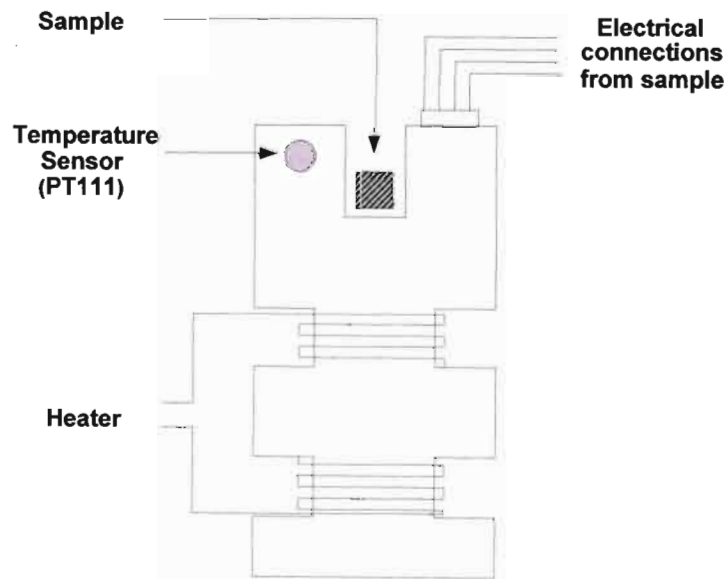 Sample
Electrical
connections
from sample
Temperature
Sensor
(PT111)
Heater